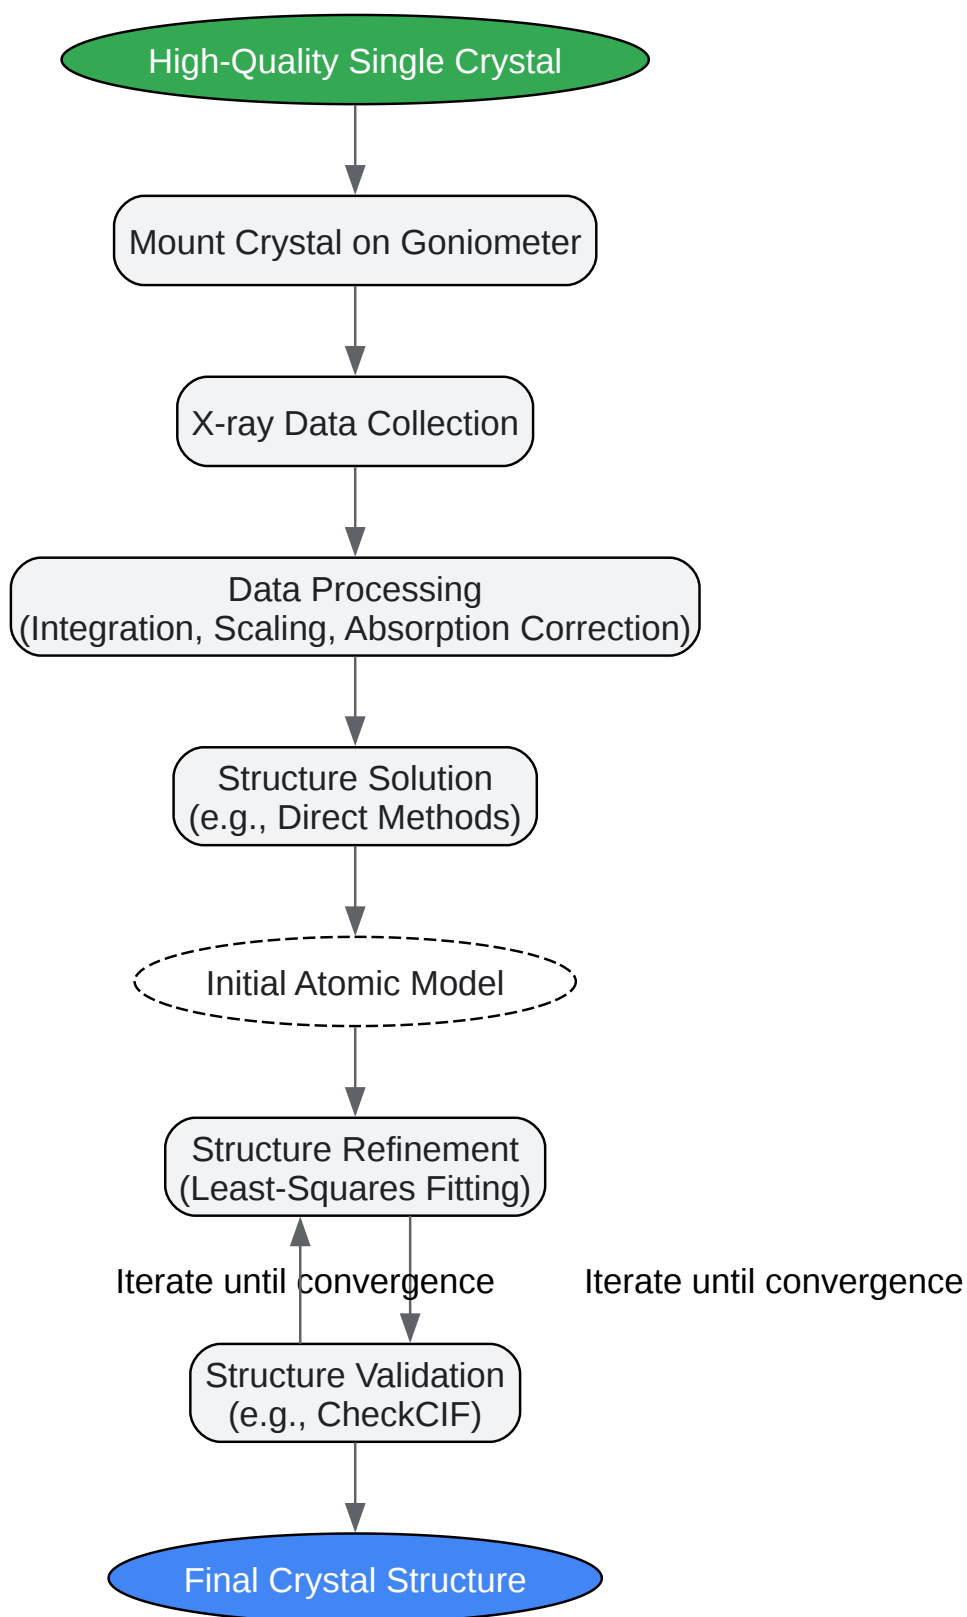 High-Quality Single Crystal
Mount Crystal on Goniometer
X-ray Data Collection
Data Processing
(Integration, Scaling, Absorption Correction)
Structure Solution
(e.g., Direct Methods)
Initial Atomic Model
Structure Refinement
(Least-Squares Fitting)
Iterate until convergence
Iterate until convergence
Structure Validation
(e.g., CheckCIF)
Final Crystal Structure